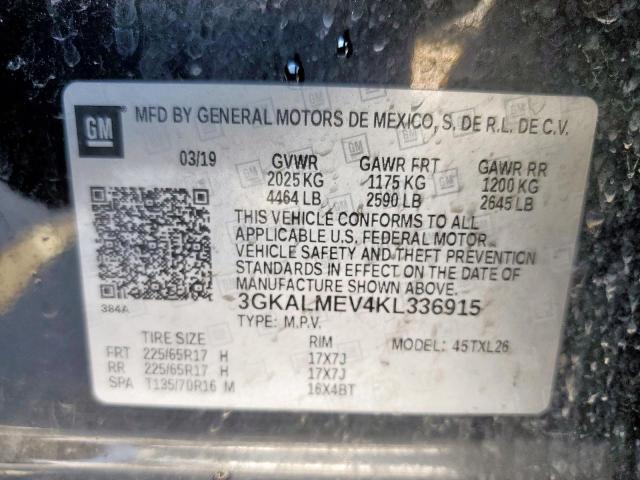 GM MFD BY GENERAL MOTORS DE MÉXICO, S. DE R.L. DE C.V.
03/19 GVWR GAWR FRT GAWR RR
2025 KG 1175 KG 1200 KG
4464 LB 2590 LB 2645 LB
THIS VEHICLE CONFORMS TO ALL
APPLICABLE U.S. FEDERAL MOTOR
VEHICLE SAFETY AND THEFT PREVENTION
STANDARDS IN EFFECT ON THE DATE OF
MANUFACTURE SHOWN ABOVE.
384A 3GKALMEV4KL336915
TYPE: M.P.V.
TIRE SIZE RIM MODEL: 45TXL26
FRT 225/65R17 H 17X7J
RR 225/65R17 H 17X7J
SPA T135/70R16 M 16X4BT